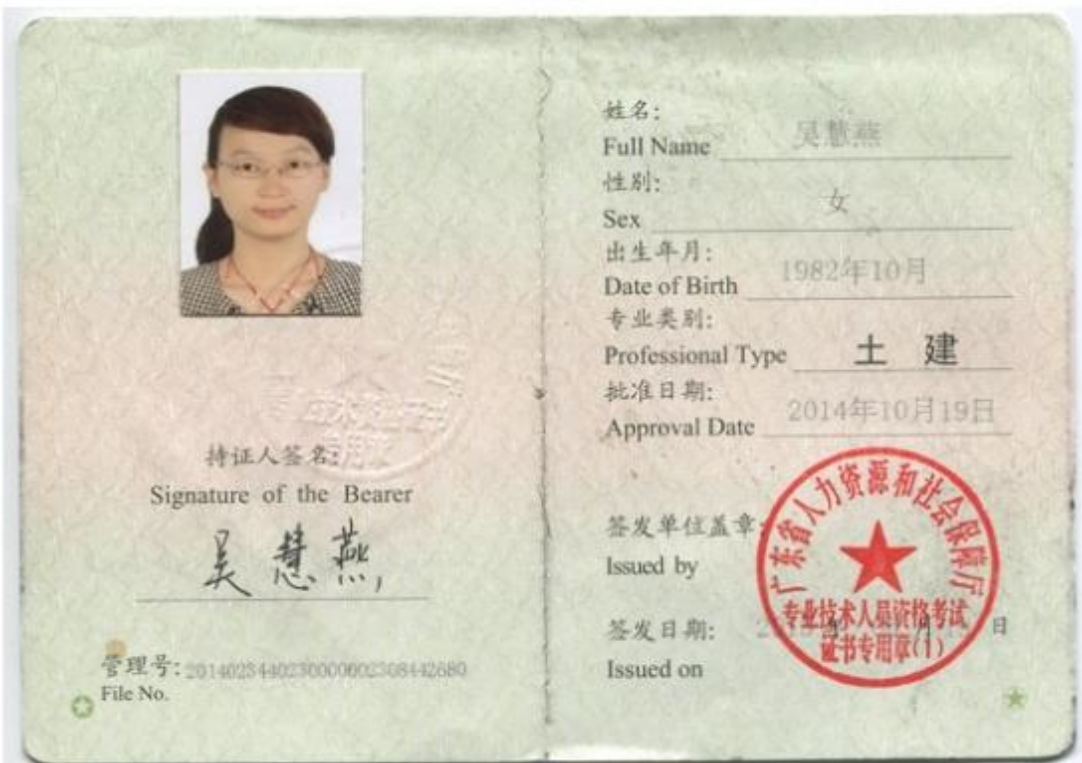 持证人签名:
Signature of the Bearer
吴慧燕
管理号: 2014023440230000002308442680
File No.
姓名:
Full Name 吴慧燕
性别:
Sex 女
出生年月:
Date of Birth 1982年10月
专业类别:
Professional Type 土建
批准日期:
Approval Date 2014年10月19日
签发单位盖章:
Issued by
广东省人力资源和社会保障厅
专业技术人员资格考试
证书专用章(1)
签发日期: 月 日
Issued on